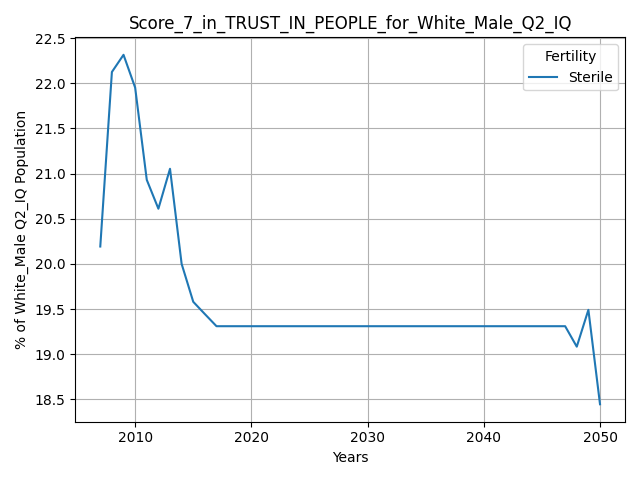 Score_7_in_TRUST_IN_PEOPLE_for_White_Male_Q2_IQ
Fertility
Sterile
% of White_Male Q2_IQ Population
22.5
22.0
21.5
21.0
20.5
20.0
19.5
19.0
18.5
2010 2020 2030 2040 2050
Years